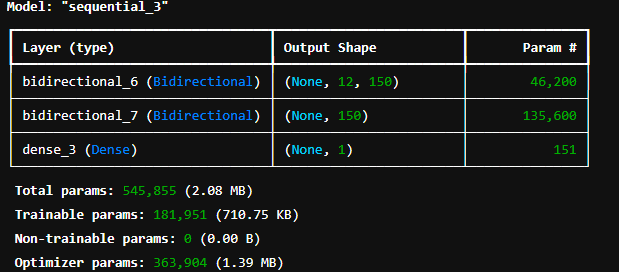 Model: "sequential_3"
Layer (type) Output Shape Param #
bidirectional_6 (Bidirectional) (None, 12, 150) 46,200
bidirectional_7 (Bidirectional) (None, 150) 135,600
dense_3 (Dense) (None, 1) 151
Total params: 545,855 (2.08 MB)
Trainable params: 181,951 (710.75 KB)
Non-trainable params: 0 (0.00 B)
Optimizer params: 363,904 (1.39 MB)